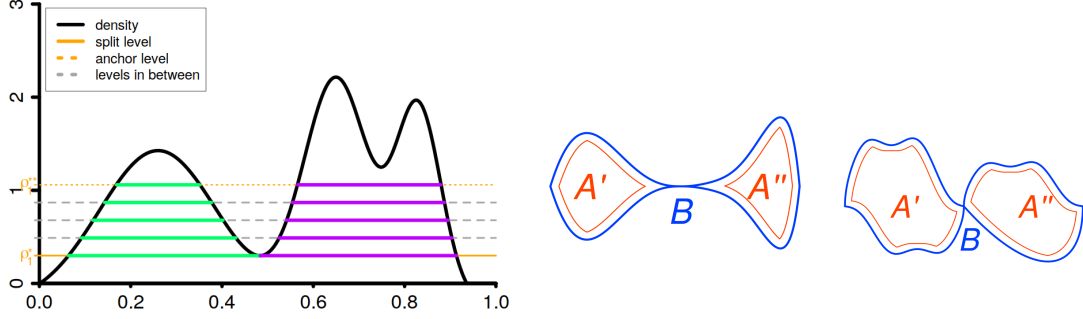 3
density
split level
anchor level
levels in between
2
1
0
0.0 0.2 0.4 0.6 0.8 1.0
A' B A''
A' B A''